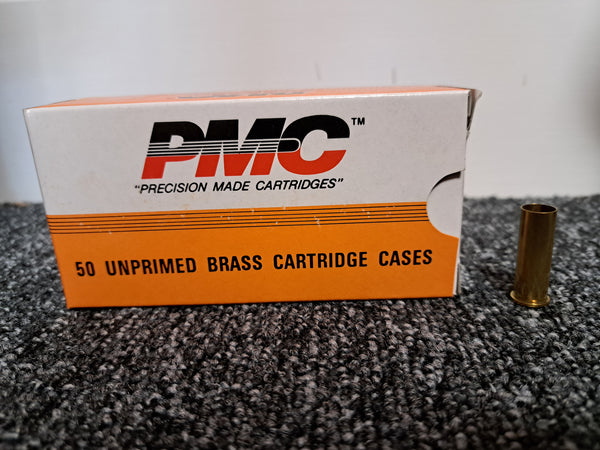 PMC™
"PRECISION MADE CARTRIDGES"
50 UNPRIMED BRASS CARTRIDGE CASES